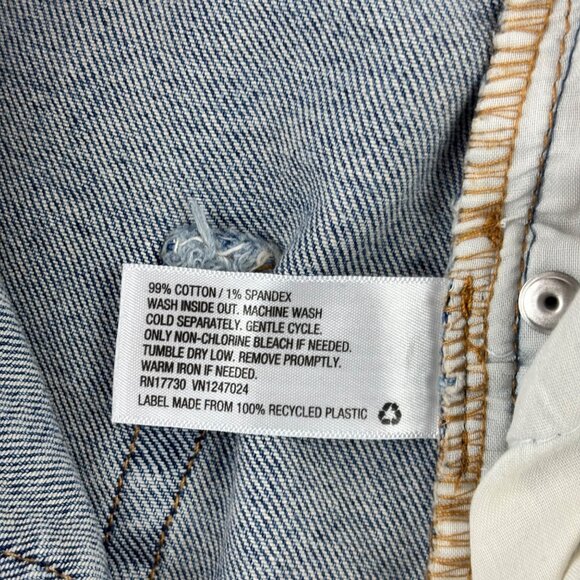 99% COTTON / 1% SPANDEX
WASH INSIDE OUT. MACHINE WASH
COLD SEPARATELY. GENTLE CYCLE.
ONLY NON-CHLORINE BLEACH IF NEEDED.
TUMBLE DRY LOW. REMOVE PROMPTLY.
WARM IRON IF NEEDED.
RN17730 VN1247024
LABEL MADE FROM 100% RECYCLED PLASTIC